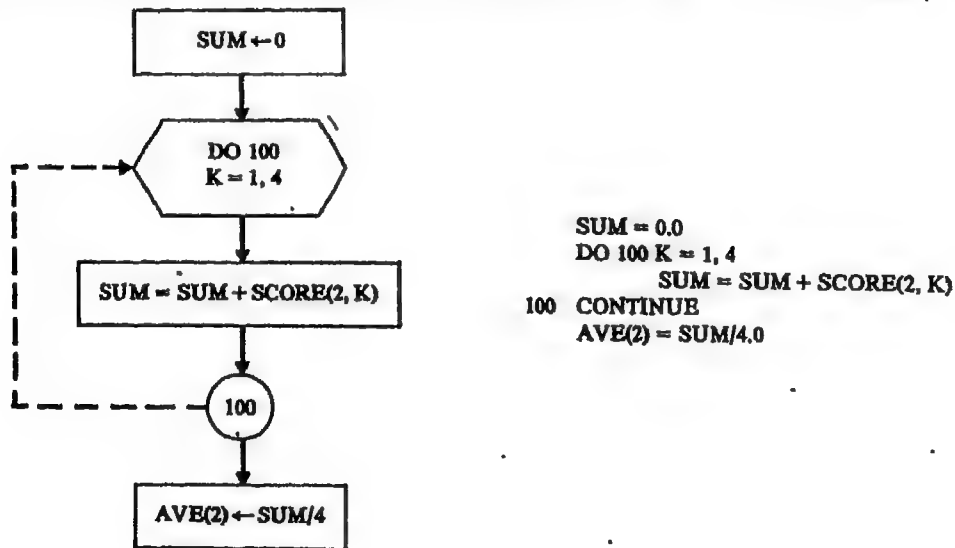 SUM ← 0
DO 100
K = 1, 4
SUM = SUM + SCORE(2, K)
100
AVE(2) ← SUM/4
SUM = 0.0
DO 100 K = 1, 4
SUM = SUM + SCORE(2, K)
100 CONTINUE
AVE(2) = SUM/4.0